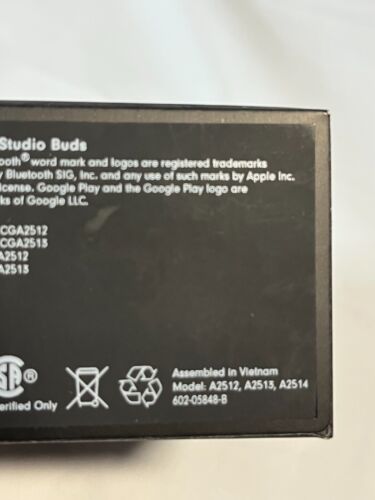 Studio Buds
ooth® word mark and logos are registered trademarks
y Bluetooth SIG, Inc. and any use of such marks by Apple Inc.
icense. Google Play and the Google Play logo are
ks of Google LLC.
CGA2512
CGA2513
A2512
A2513
SA®
erified Only
Assembled in Vietnam
Model: A2512, A2513, A2514
602-05848-B